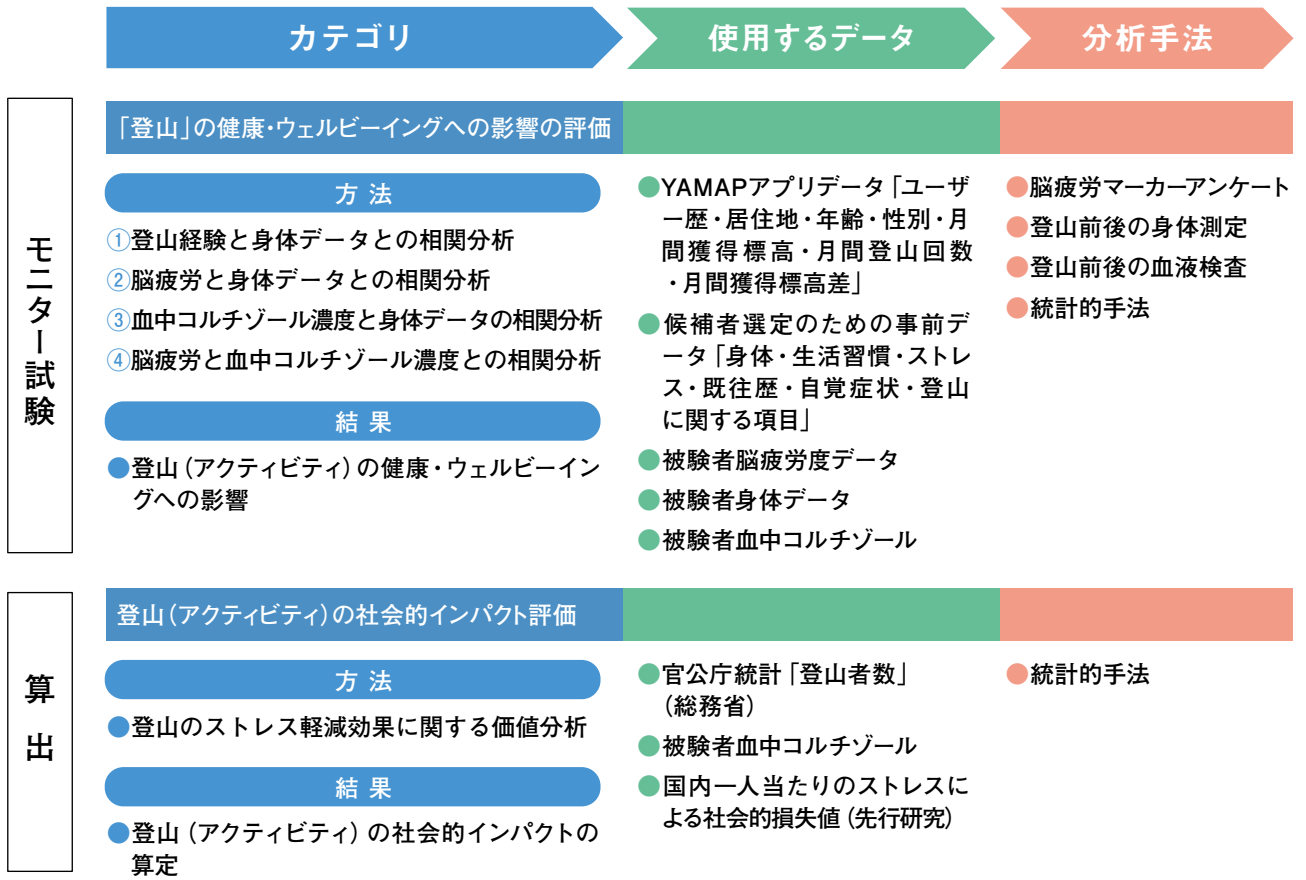 カテゴリ
使用するデータ
分析手法
モニター試験
「登山」の健康・ウェルビーイングへの影響の評価
方 法
①登山経験と身体データとの相関分析
②脳疲労と身体データとの相関分析
③血中コルチゾール濃度と身体データの相関分析
④脳疲労と血中コルチゾール濃度との相関分析
結 果
●登山（アクティビティ）の健康・ウェルビーイン
グへの影響
●YAMAPアプリデータ「ユーザ
ー歴・居住地・年齢・性別・月
間獲得標高・月間登山回数
・月間獲得標高差」
●候補者選定のための事前デ
ータ「身体・生活習慣・ストレ
ス・既往歴・自覚症状・登山
に関する項目」
●被験者脳疲労度データ
●被験者身体データ
●被験者血中コルチゾール
●脳疲労マーカーアンケート
●登山前後の身体測定
●登山前後の血液検査
●統計的手法
算出
登山（アクティビティ）の社会的インパクト評価
方 法
●登山のストレス軽減効果に関する価値分析
結 果
●登山（アクティビティ）の社会的インパクトの
算定
●官公庁統計「登山者数」
（総務省）
●被験者血中コルチゾール
●国内一人当たりのストレスに
よる社会的損失値（先行研究）
●統計的手法